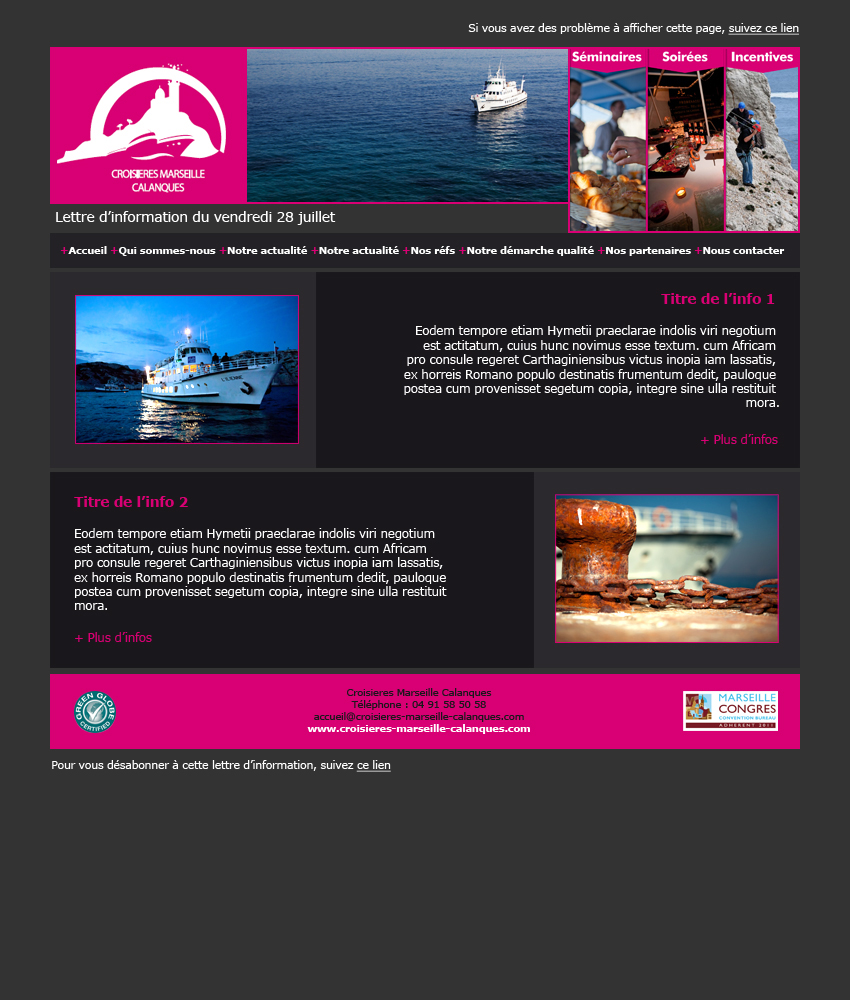 Si vous avez des problème à afficher cette page, suivez ce lien
CROISIERES MARSEILLE
CALANQUES
Séminaires
Soirées
Incentives
Lettre d'information du vendredi 28 juillet
+Accueil +Qui sommes-nous +Notre actualité +Notre actualité +Nos réfs +Notre démarche qualité +Nos partenaires +Nous contacter
Titre de l'info 1
Eodem tempore etiam Hymetii praeclarae indolis viri negotium
est actitatum, cuius hunc novimus esse textum. cum Africam
pro consule regeret Carthaginiensibus victus inopia iam lassatis,
ex horreis Romano populo destinatis frumentum dedit, pauloque
postea cum provenisset segetum copia, integre sine ulla restituit
mora.
+ Plus d'infos
Titre de l'info 2
Eodem tempore etiam Hymetii praeclarae indolis viri negotium
est actitatum, cuius hunc novimus esse textum. cum Africam
pro consule regeret Carthaginiensibus victus inopia iam lassatis,
ex horreis Romano populo destinatis frumentum dedit, pauloque
postea cum provenisset segetum copia, integre sine ulla restituit
mora.
+ Plus d'infos
GREEN GLOBE
CERTIFIED
Croisieres Marseille Calanques
Téléphone : 04 91 58 50 58
accueil@croisieres-marseille-calanques.com
www.croisieres-marseille-calanques.com
MARSEILLE
CONGRES
CONVENTION BUREAU
ADHERENT 2011
Pour vous désabonner à cette lettre d'information, suivez ce lien